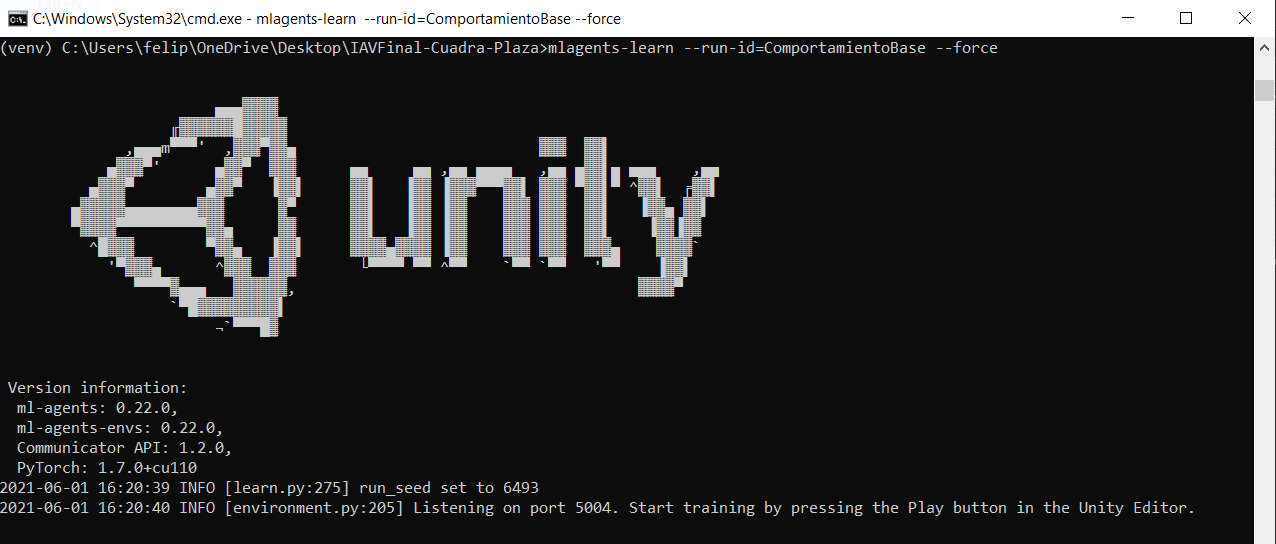 C:\Windows\System32\cmd.exe - mlagents-learn --run-id=ComportamientoBase --force
(venv) C:\Users\felip\OneDrive\Desktop\IAVFinal-Cuadra-Plaza>mlagents-learn --run-id=ComportamientoBase --force
unity
Version information:
ml-agents: 0.22.0,
ml-agents-envs: 0.22.0,
Communicator API: 1.2.0,
PyTorch: 1.7.0+cu110
2021-06-01 16:20:39 INFO [learn.py:275] run_seed set to 6493
2021-06-01 16:20:40 INFO [environment.py:205] Listening on port 5004. Start training by pressing the Play button in the Unity Editor.